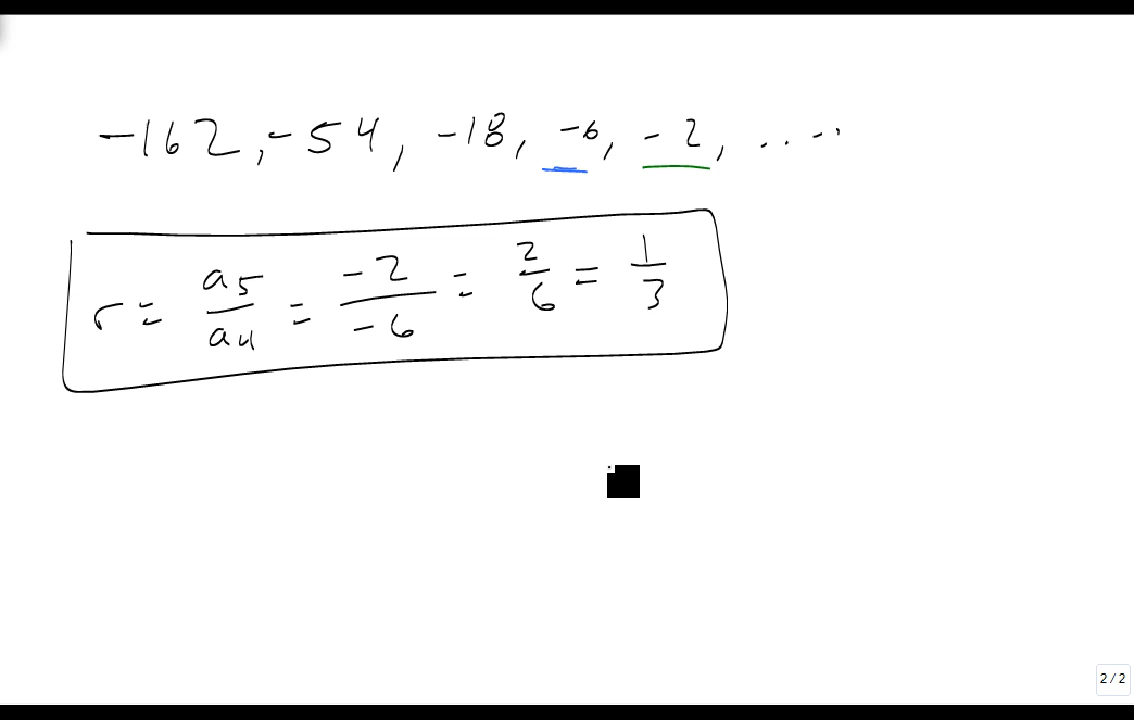 -162, -54, -18, -6, -2, ....
r = a5/a4 = -2/-6 = 2/6 = 1/3
2/2